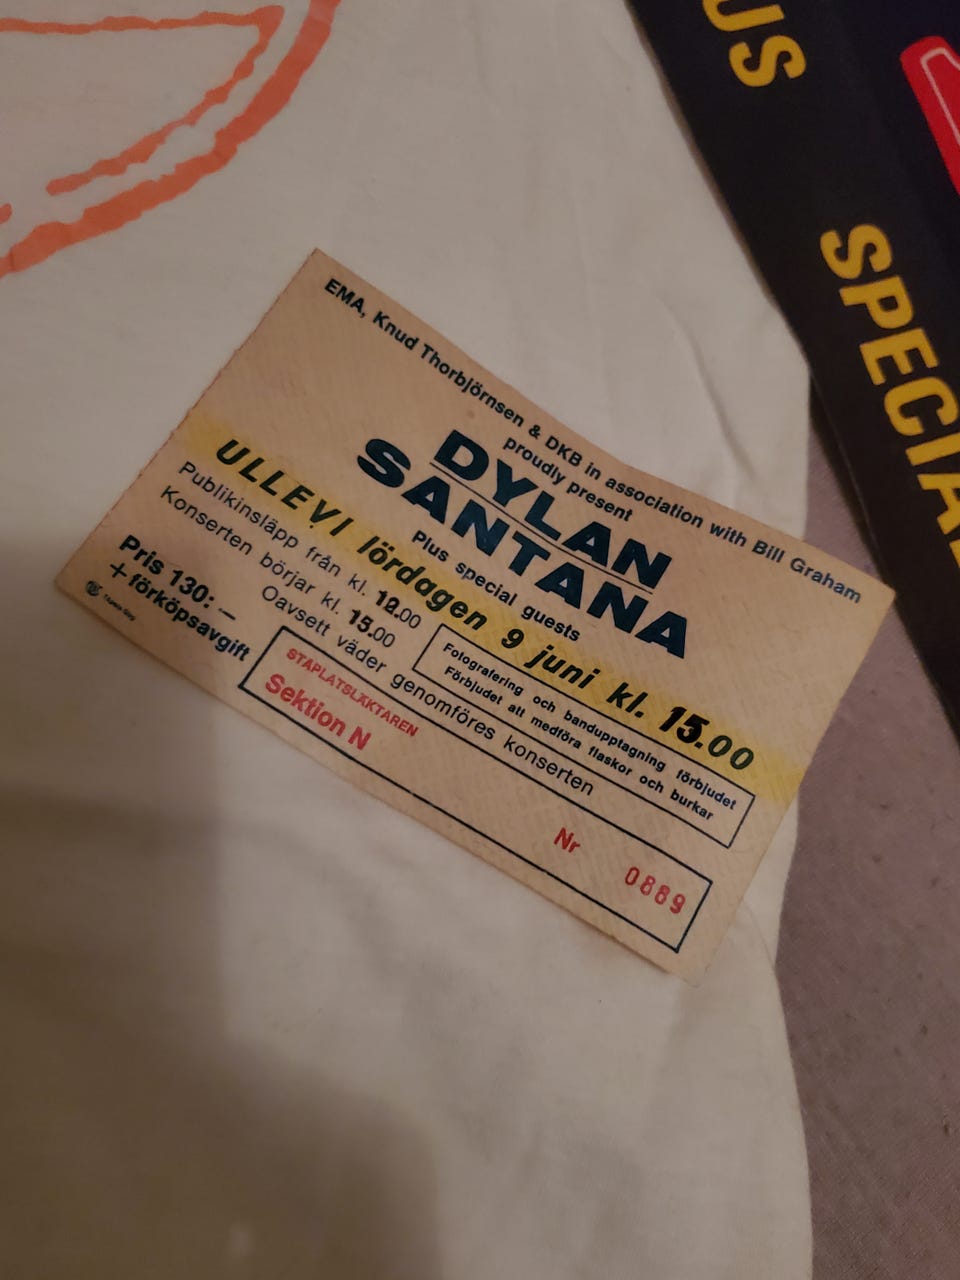 US
SPECIAL
EMA, Knud Thorbjörnsen & DKB in association with Bill Graham
proudly present
DYLAN
SANTANA
Plus special guests
ULLEVI lördagen 9 juni kl. 15.00
Publikinsläpp från kl. 12.00
Konserten börjar kl. 15.00
Oavsett väder genomföres konserten
Fotografering och bandupptagning förbjudet
Förbjudet att medföra flaskor och burkar
Pris 130: —
+ förköpsavgift
STÅPLATSLÄKTAREN
Sektion N
Nr 0889